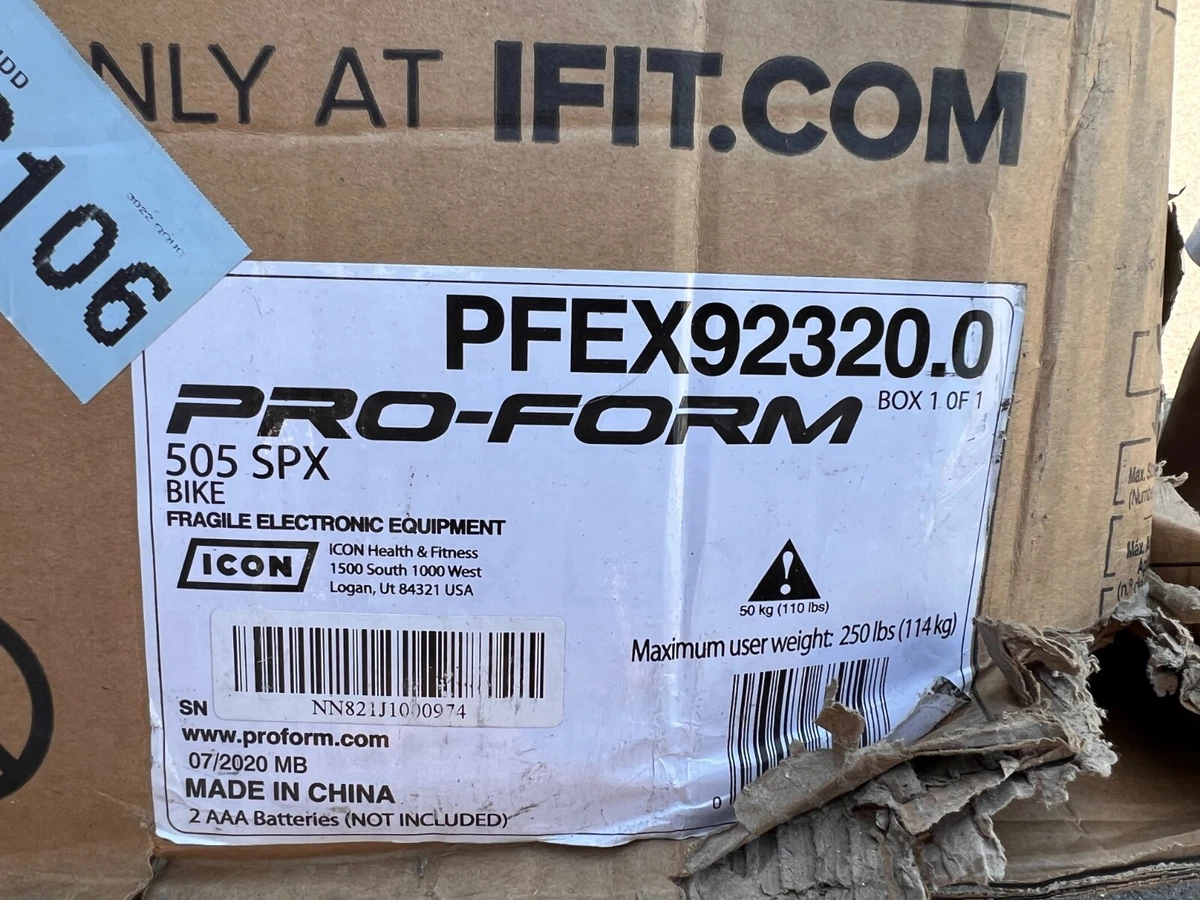 NLY AT IFIT.COM
106
PFEX92320.0
PRO-FORM
BOX 1 OF 1
505 SPX
BIKE
FRAGILE ELECTRONIC EQUIPMENT
ICON
ICON Health & Fitness
1500 South 1000 West
Logan, Ut 84321 USA
50 kg (110 lbs)
Maximum user weight: 250 lbs (114 kg)
SN
NN821J1000974
www.proform.com
07/2020 MB
MADE IN CHINA
2 AAA Batteries (NOT INCLUDED)
0
Max.
Máx.